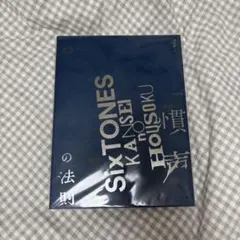 慣声
の法則
SixTONES
KANSEI
no
HOuSOKU